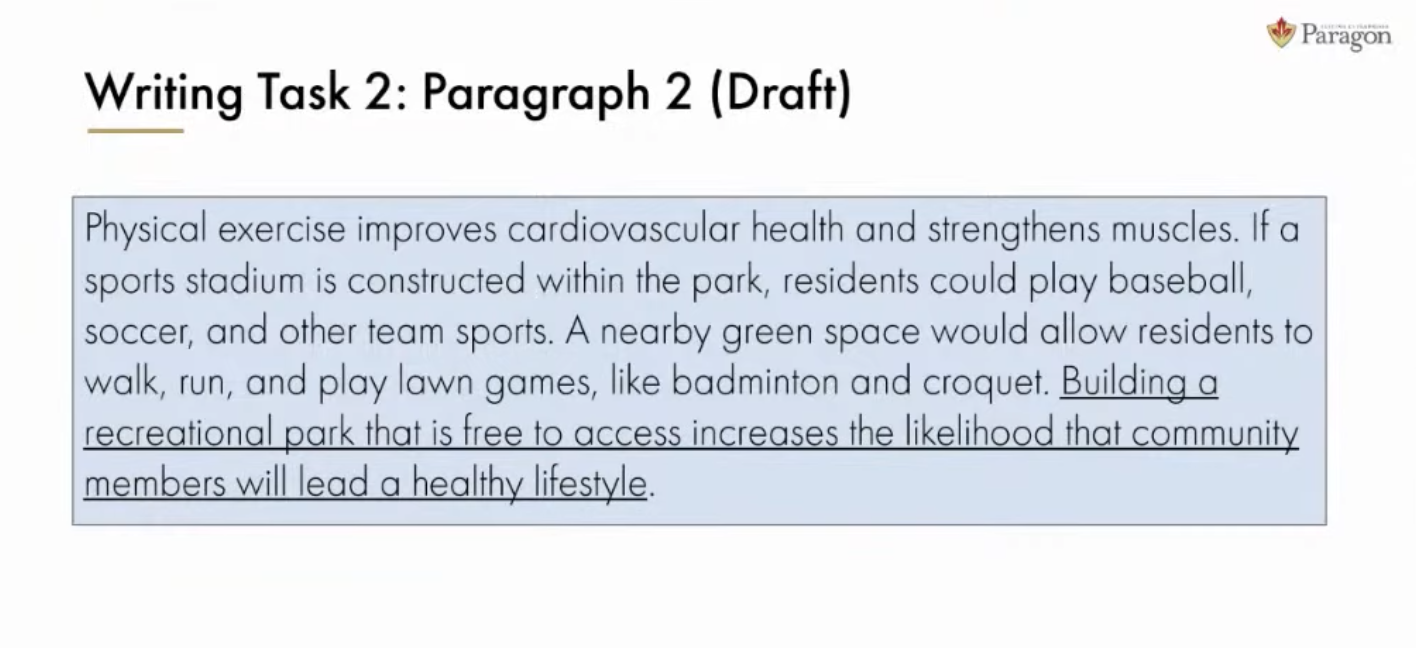 Paragon
Writing Task 2: Paragraph 2 (Draft)
Physical exercise improves cardiovascular health and strengthens muscles. If a
sports stadium is constructed within the park, residents could play baseball,
soccer, and other team sports. A nearby green space would allow residents to
walk, run, and play lawn games, like badminton and croquet. Building a
recreational park that is free to access increases the likelihood that community
members will lead a healthy lifestyle.